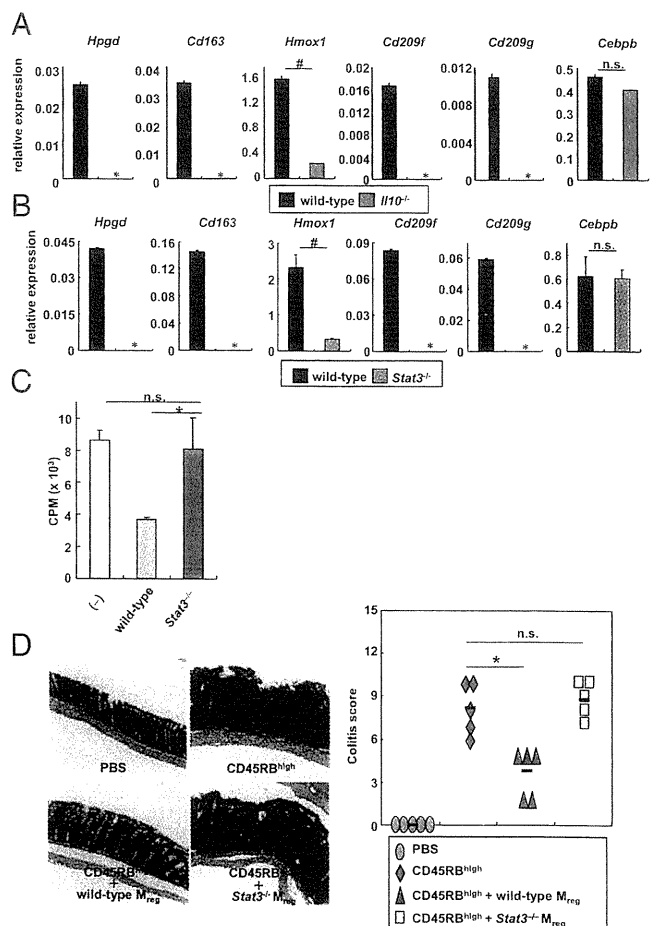 A
Hpgd Cd163 Hmox1 Cd209f Cd209g Cebpb
relative expression
0.03 0.04 1.6 # 0.02 0.012 0.5 n.s.
0.03 1.2 0.016 0.4
0.02 0.008
0.02 0.8 0.012 0.3
0.01 0.008 0.004 0.2
0.01 0.4 0.004 0.1
0 * 0 * 0 0 * 0 * 0
wild-type Il10-/-
B
Hpgd Cd163 Hmox1 Cd209f Cd209g Cebpb
relative expression
0.045 0.16 3 # 0.09 0.06 0.8 n.s.
0.03 0.12 2 0.06 0.04 0.6
0.08 0.4
0.015 0.04 1 0.03 0.02 0.2
0 * 0 * 0 0 * 0 * 0
wild-type Stat3-/-
C
n.s.
*
CPM (x 10³)
10
8
6
4
2
0
(−) wild-type Stat3-/-
D
PBS CD45RBhigh
CD45RB + wild-type Mreg
CD45RB + Stat3-/- Mreg
Colitis score
15
12
9
6
3
0
n.s.
*
PBS
CD45RBhigh
CD45RBhigh + wild-type Mreg
CD45RBhigh + Stat3-/- Mreg